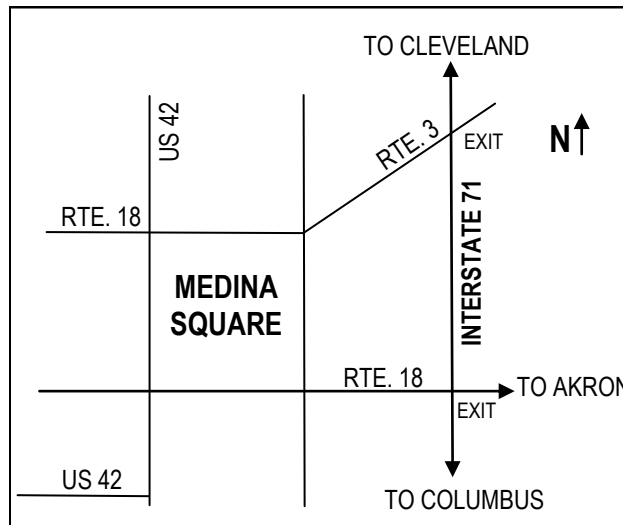 TO CLEVELAND
US 42
RTE. 3
EXIT
N
RTE. 18
INTERSTATE 71
MEDINA
SQUARE
RTE. 18
TO AKRON
EXIT
US 42
TO COLUMBUS